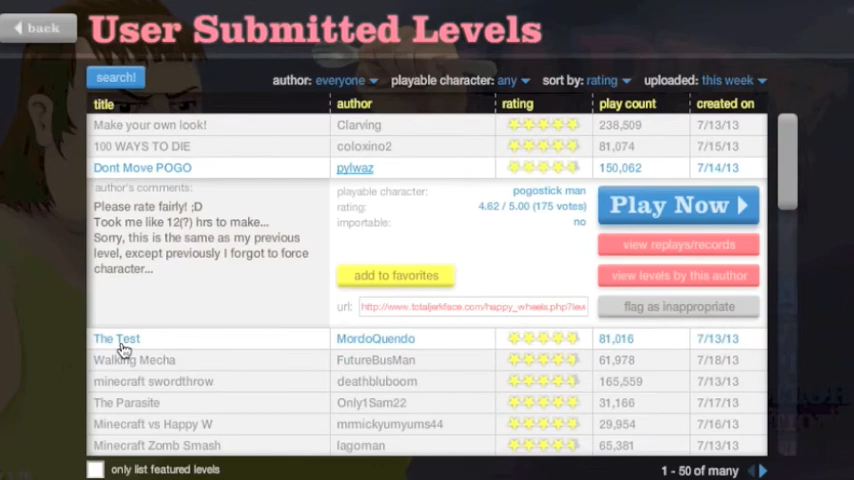 back
User Submitted Levels
search!
author: everyone playable character: any sort by: rating uploaded: this week
title author rating play count created on
Make your own look! Clarving 238,509 7/13/13
100 WAYS TO DIE coloxino2 81,074 7/15/13
Dont Move POGO pylwaz 150,062 7/14/13
author's comments:
Please rate fairly! ;D
Took me like 12(?) hrs to make...
Sorry, this is the same as my previous
level, except previously I forgot to force
character...
playable character: pogostick man
rating: 4.62 / 5.00 (175 votes)
importable: no
add to favorites
url: http://www.totaljerkface.com/happy_wheels.php?lev
Play Now
view replays/records
view levels by this author
flag as inappropriate
The Test MordoQuendo 81,016 7/13/13
Walking Mecha FutureBusMan 61,978 7/18/13
minecraft swordthrow deathbluboom 165,559 7/13/13
The Parasite Only1Sam22 31,166 7/17/13
Minecraft vs Happy W mmickyumyums44 29,954 7/16/13
Minecraft Zomb Smash lagoman 65,381 7/13/13
only list featured levels
1 - 50 of many